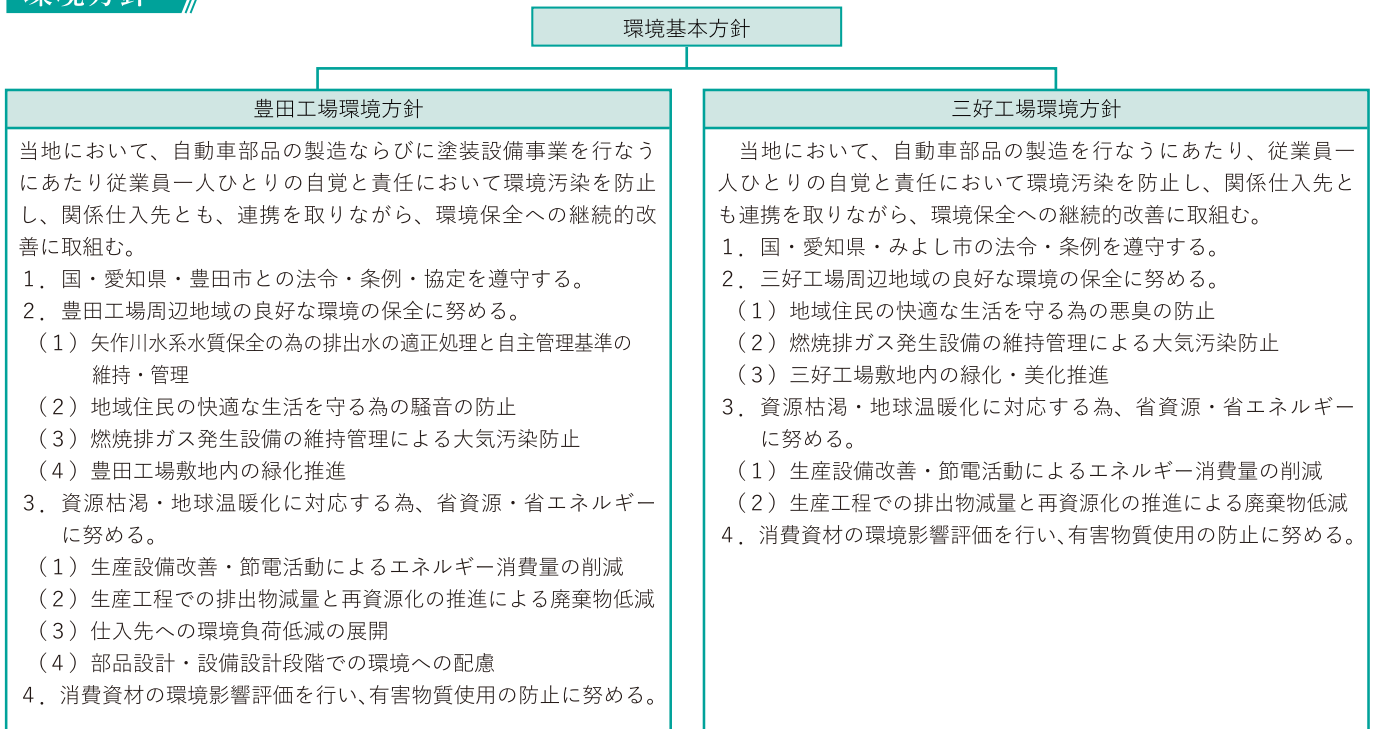 環境方針
環境基本方針
豊田工場環境方針
当地において、自動車部品の製造ならびに塗装設備事業を行なう
にあたり従業員一人ひとりの自覚と責任において環境汚染を防止
し、関係仕入先とも、連携を取りながら、環境保全への継続的改
善に取組む。
1．国・愛知県・豊田市との法令・条例・協定を遵守する。
2．豊田工場周辺地域の良好な環境の保全に努める。
（1）矢作川水系水質保全の為の排出水の適正処理と自主管理基準の
維持・管理
（2）地域住民の快適な生活を守る為の騒音の防止
（3）燃焼排ガス発生設備の維持管理による大気汚染防止
（4）豊田工場敷地内の緑化推進
3．資源枯渇・地球温暖化に対応する為、省資源・省エネルギー
に努める。
（1）生産設備改善・節電活動によるエネルギー消費量の削減
（2）生産工程での排出物減量と再資源化の推進による廃棄物低減
（3）仕入先への環境負荷低減の展開
（4）部品設計・設備設計段階での環境への配慮
4．消費資材の環境影響評価を行い、有害物質使用の防止に努める。
三好工場環境方針
当地において、自動車部品の製造を行なうにあたり、従業員一
人ひとりの自覚と責任において環境汚染を防止し、関係仕入先と
も連携を取りながら、環境保全への継続的改善に取組む。
1．国・愛知県・みよし市の法令・条例を遵守する。
2．三好工場周辺地域の良好な環境の保全に努める。
（1）地域住民の快適な生活を守る為の悪臭の防止
（2）燃焼排ガス発生設備の維持管理による大気汚染防止
（3）三好工場敷地内の緑化・美化推進
3．資源枯渇・地球温暖化に対応する為、省資源・省エネルギー
に努める。
（1）生産設備改善・節電活動によるエネルギー消費量の削減
（2）生産工程での排出物減量と再資源化の推進による廃棄物低減
4．消費資材の環境影響評価を行い、有害物質使用の防止に努める。